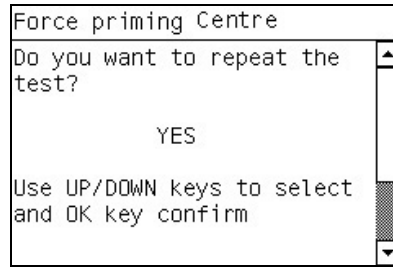 Force priming Centre
Do you want to repeat the
test?
YES
Use UP/DOWN keys to select
and OK key confirm